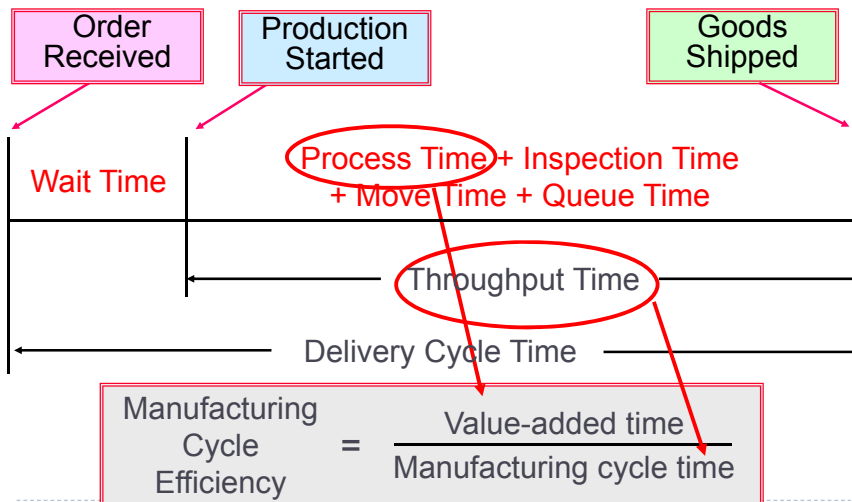 Order
Received
Production
Started
Goods
Shipped
Wait Time
Process Time + Inspection Time
+ Move Time + Queue Time
Throughput Time
Delivery Cycle Time
Manufacturing
Cycle
Efficiency
=
Value-added time
Manufacturing cycle time